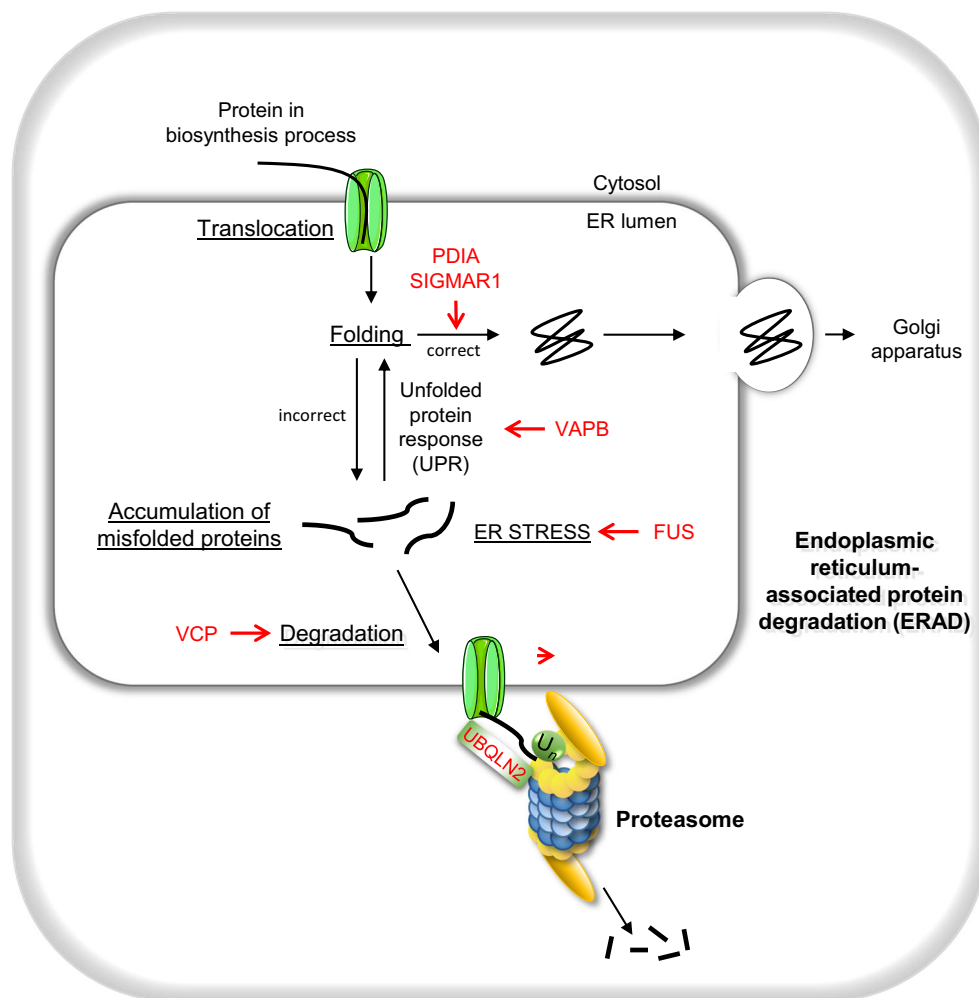 Protein in
biosynthesis process
Cytosol
ER lumen
Translocation
PDIA
SIGMAR1
Folding
correct
Golgi
apparatus
incorrect
Unfolded
protein
response
(UPR)
VAPB
Accumulation of
misfolded proteins
ER STRESS
FUS
Endoplasmic
reticulum-
associated protein
degradation (ERAD)
VCP
Degradation
UBQLN2
Un
Proteasome